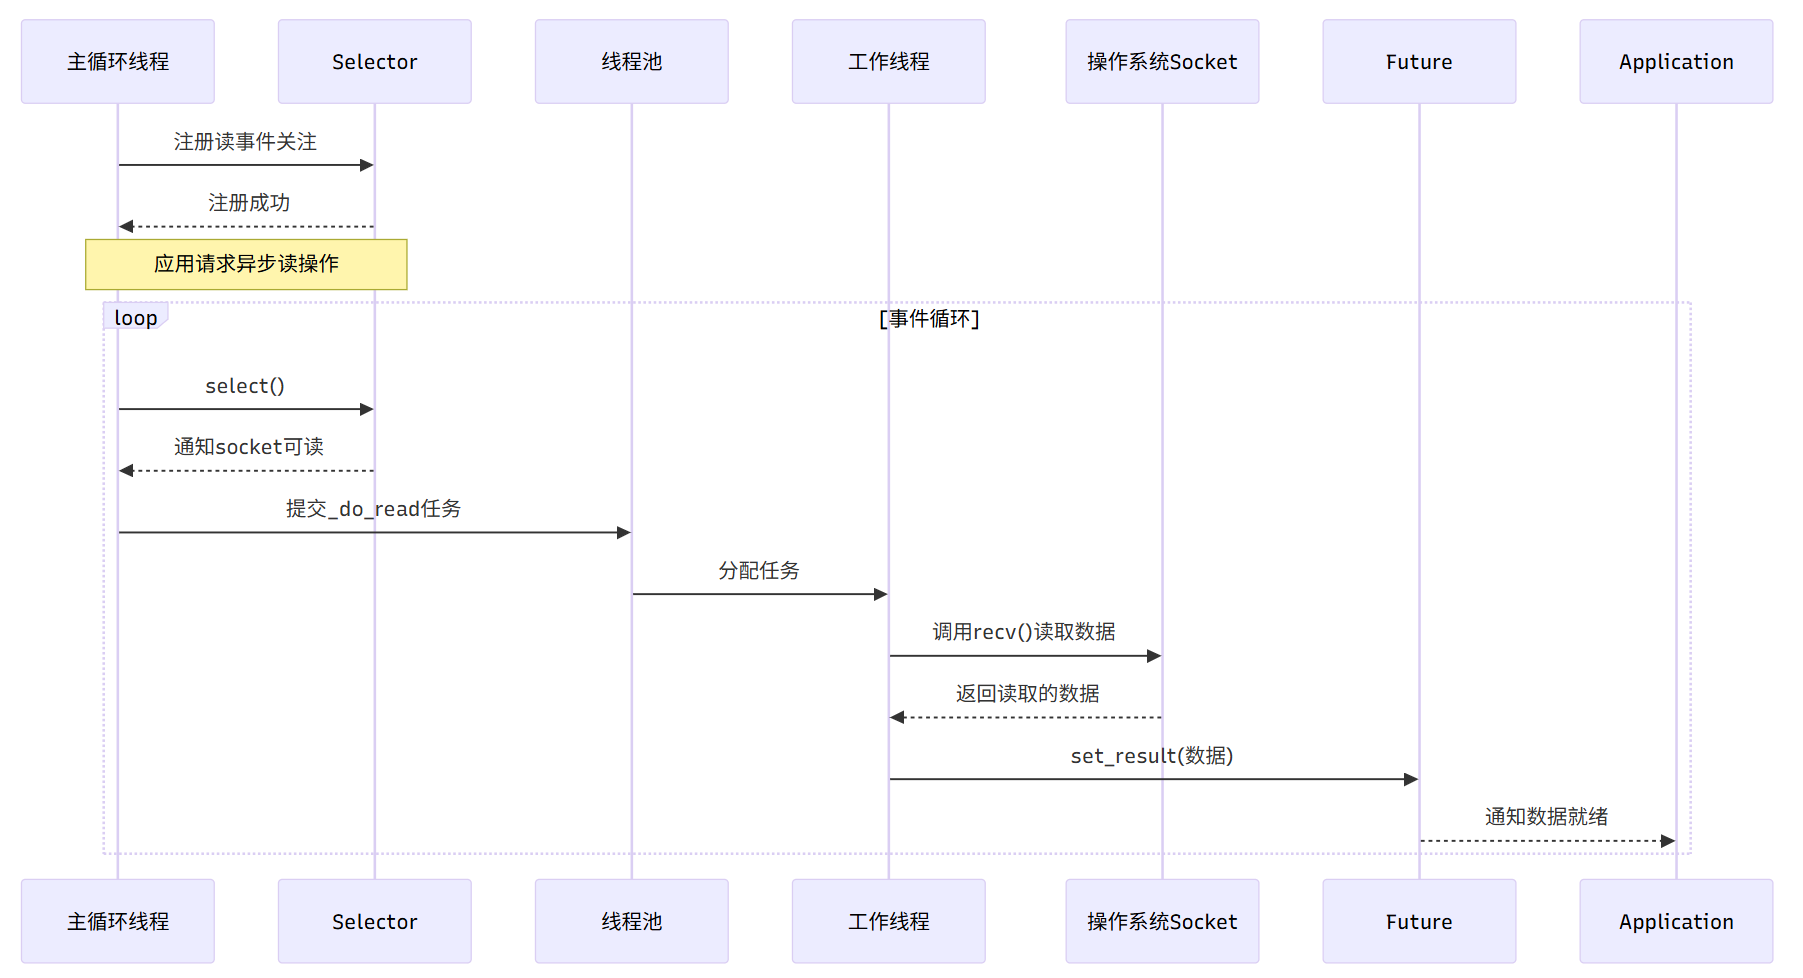 主循环线程
Selector
线程池
工作线程
操作系统Socket
Future
Application
注册读事件关注
注册成功
应用请求异步读操作
loop
[事件循环]
select()
通知socket可读
提交_do_read任务
分配任务
调用recv()读取数据
返回读取的数据
set_result(数据)
通知数据就绪
主循环线程
Selector
线程池
工作线程
操作系统Socket
Future
Application